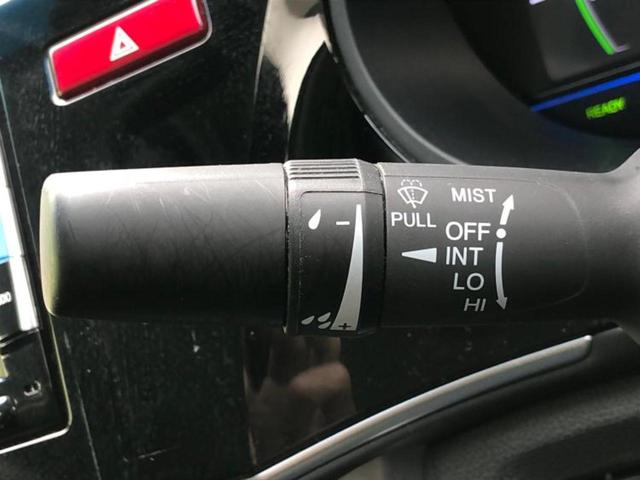 READY
MIST
PULL
OFF
INT
LO
HI
- 
+